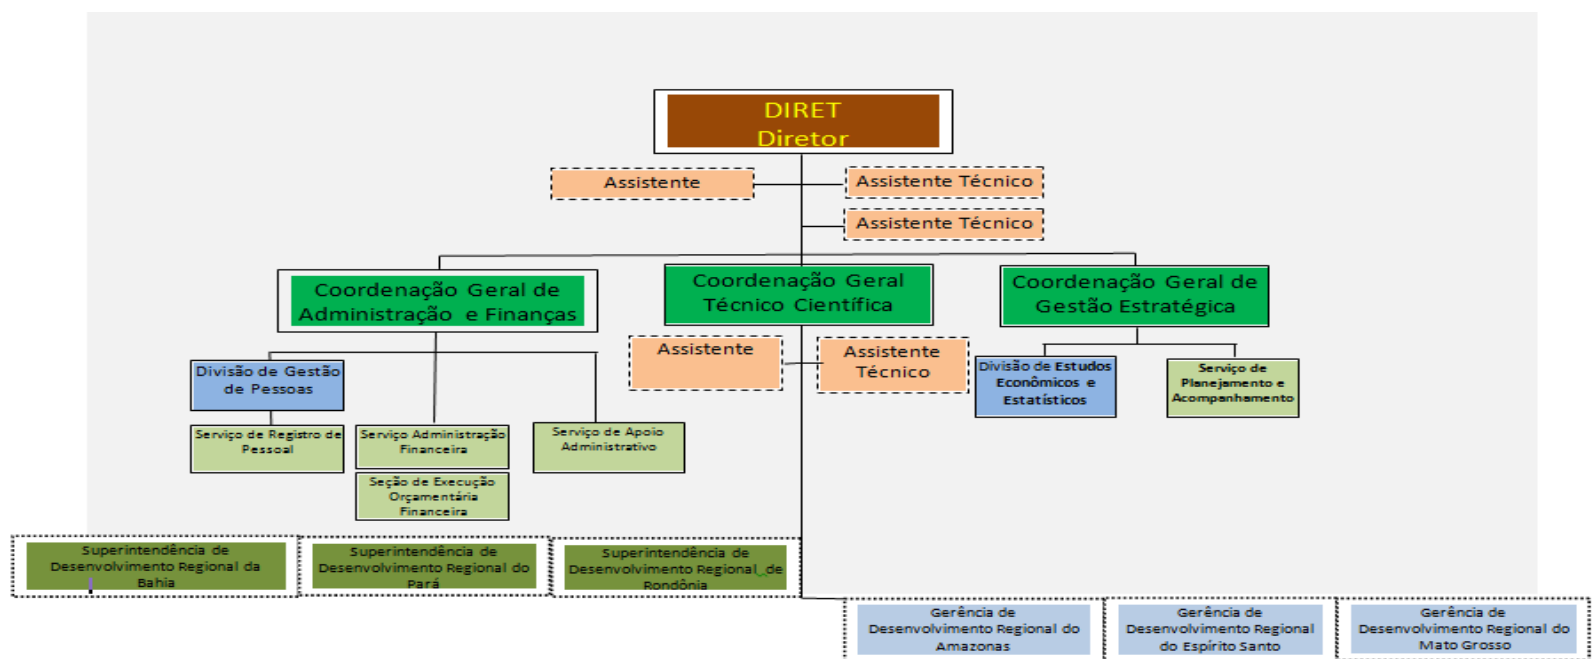 DIRET
Diretor
Assistente
Assistente Técnico
Assistente Técnico
Coordenação Geral de
Administração e Finanças
Coordenação Geral
Técnico Científica
Coordenação Geral de
Gestão Estratégica
Assistente
Assistente
Técnico
Divisão de Gestão
de Pessoas
Divisão de Estudos
Econômicos e
Estatísticos
Serviço de
Planejamento e
Acompanhamento
Serviço de Registro de
Pessoal
Serviço Administração
Financeira
Serviço de Apoio
Administrativo
Seção de Execução
Orçamentária
Financeira
Superintendência de
Desenvolvimento Regional da
Bahia
Superintendência de
Desenvolvimento Regional do
Pará
Superintendência de
Desenvolvimento Regional de
Rondônia
Gerência de
Desenvolvimento Regional do
Amazonas
Gerência de
Desenvolvimento Regional
do Espírito Santo
Gerência de
Desenvolvimento Regional do
Mato Grosso